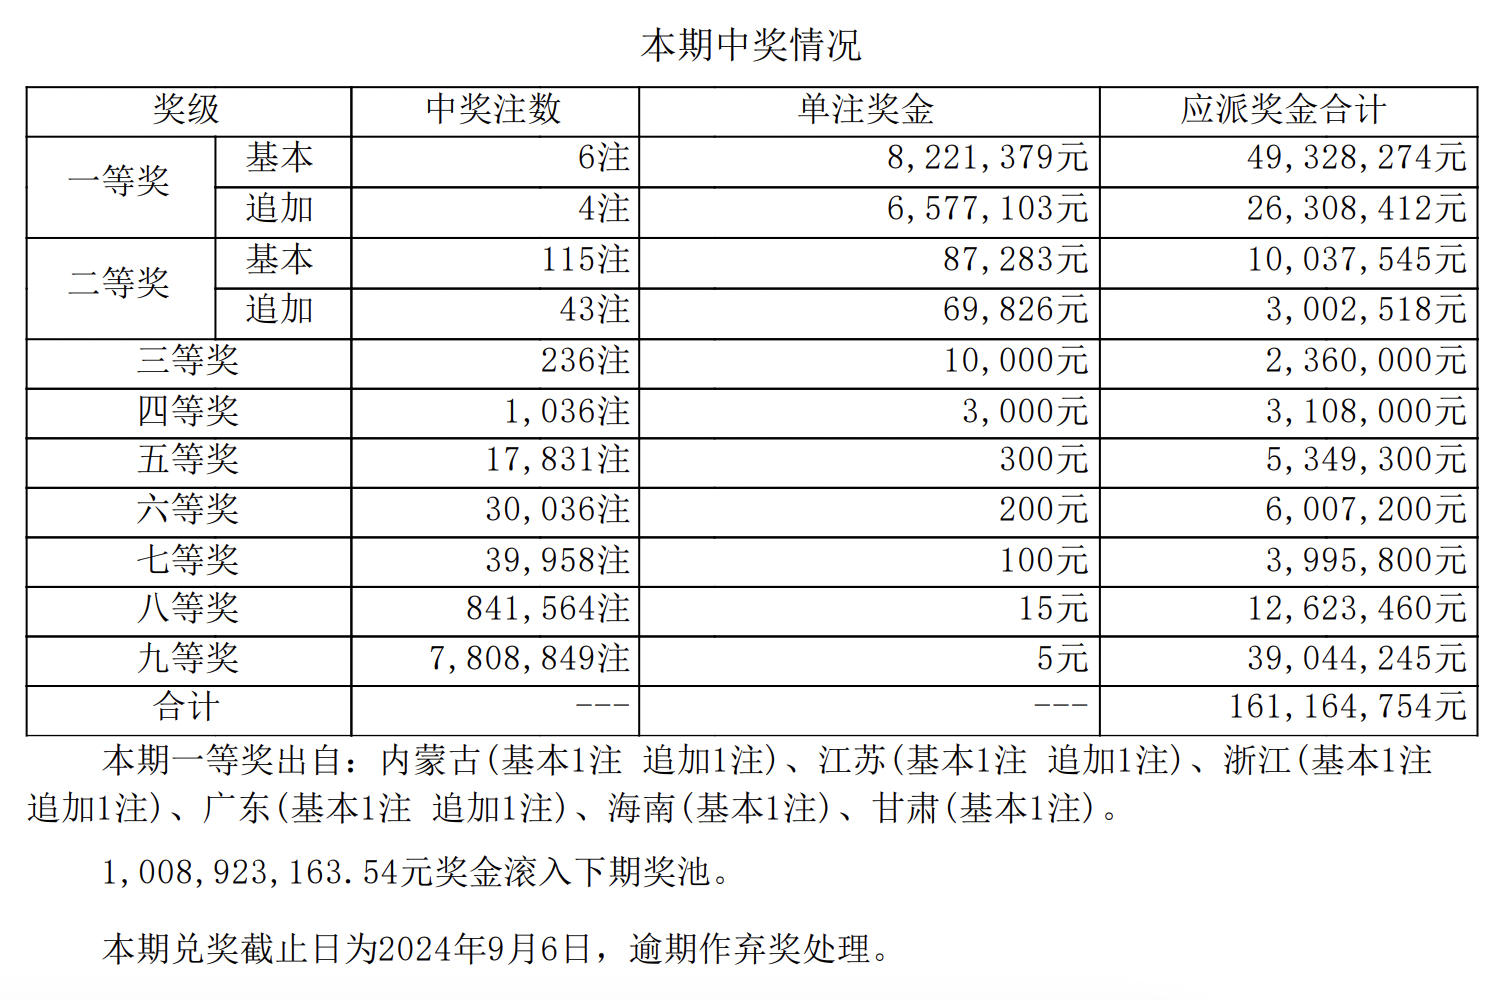 本期中奖情况
奖级 中奖注数 单注奖金 应派奖金合计
一等奖 基本 6注 8,221,379元 49,328,274元
追加 4注 6,577,103元 26,308,412元
二等奖 基本 115注 87,283元 10,037,545元
追加 43注 69,826元 3,002,518元
三等奖 236注 10,000元 2,360,000元
四等奖 1,036注 3,000元 3,108,000元
五等奖 17,831注 300元 5,349,300元
六等奖 30,036注 200元 6,007,200元
七等奖 39,958注 100元 3,995,800元
八等奖 841,564注 15元 12,623,460元
九等奖 7,808,849注 5元 39,044,245元
合计 --- --- 161,164,754元
本期一等奖出自：内蒙古(基本1注 追加1注)、江苏(基本1注 追加1注)、浙江(基本1注
追加1注)、广东(基本1注 追加1注)、海南(基本1注)、甘肃(基本1注)。
1,008,923,163.54元奖金滚入下期奖池。
本期兑奖截止日为2024年9月6日，逾期作弃奖处理。